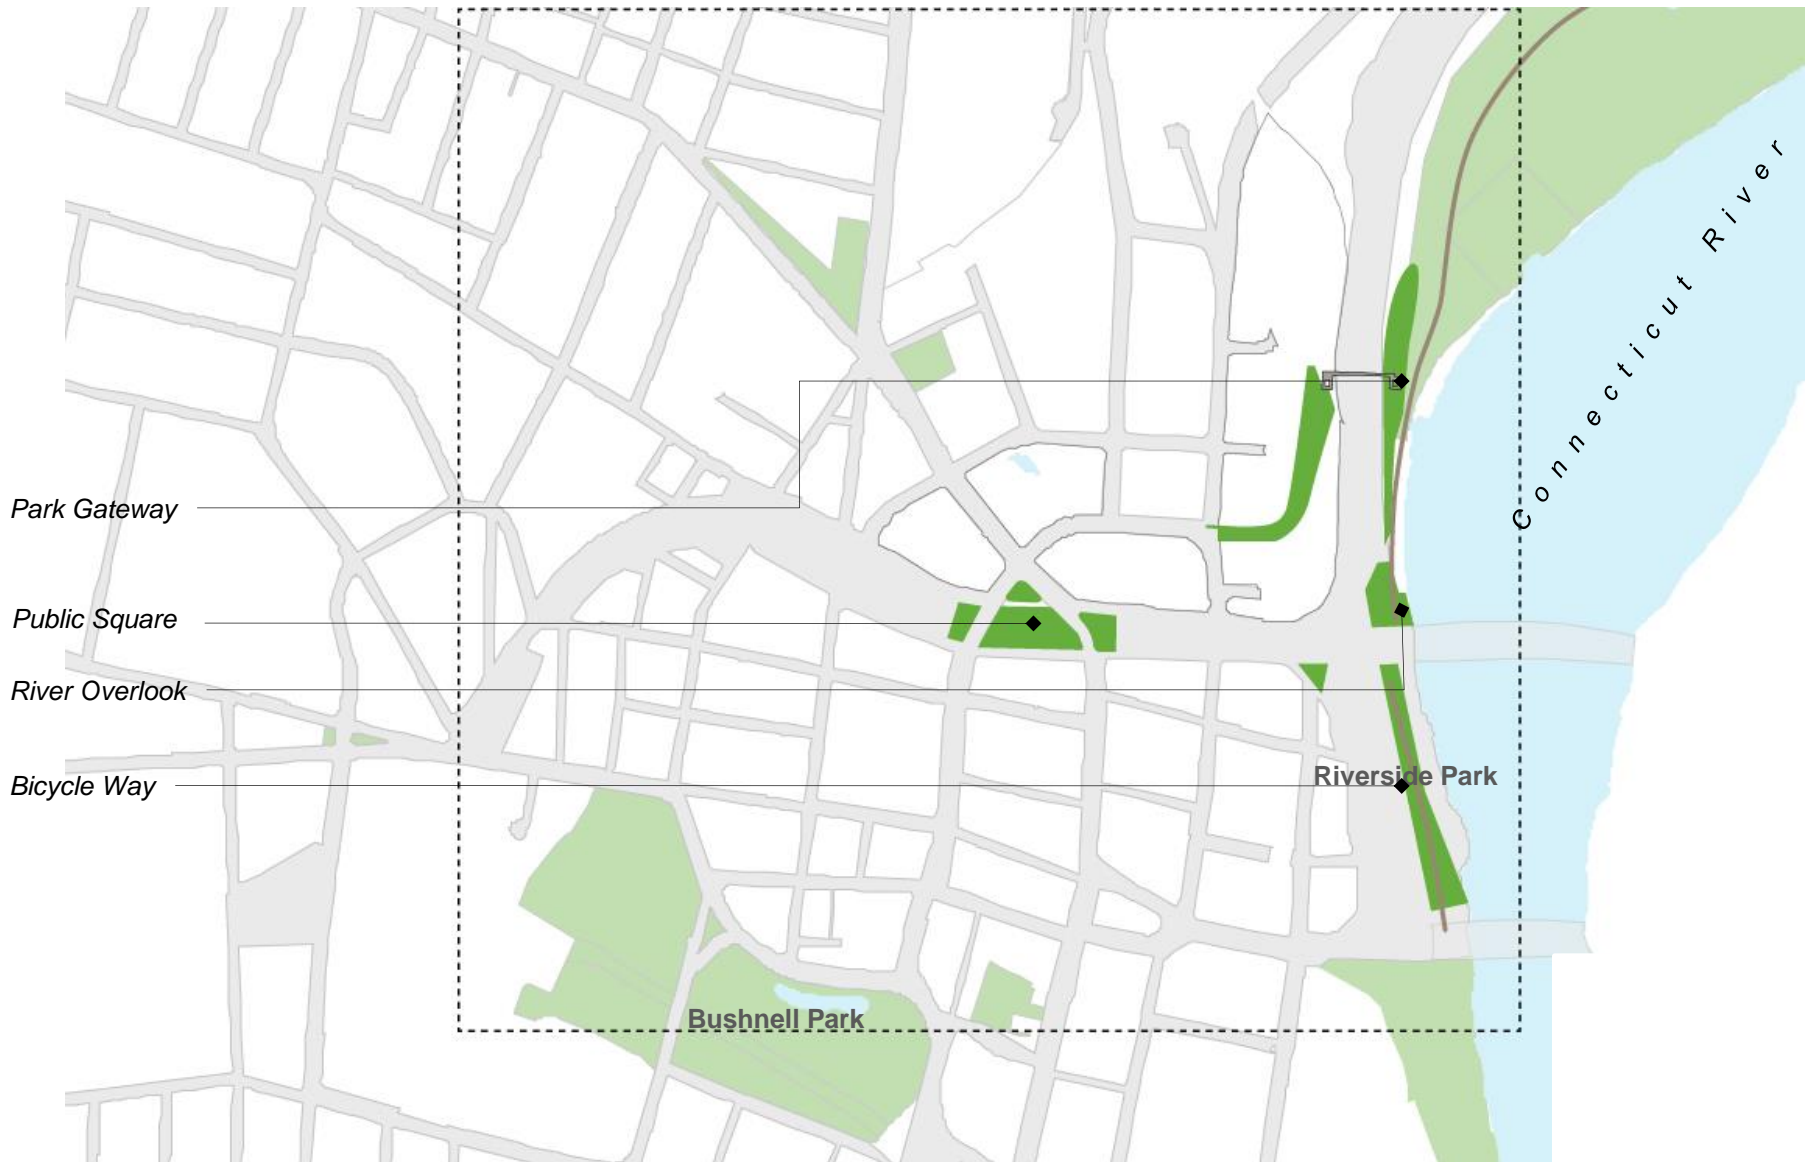 Connecticut River
Park Gateway
Public Square
River Overlook
Bicycle Way
Riverside Park
Bushnell Park